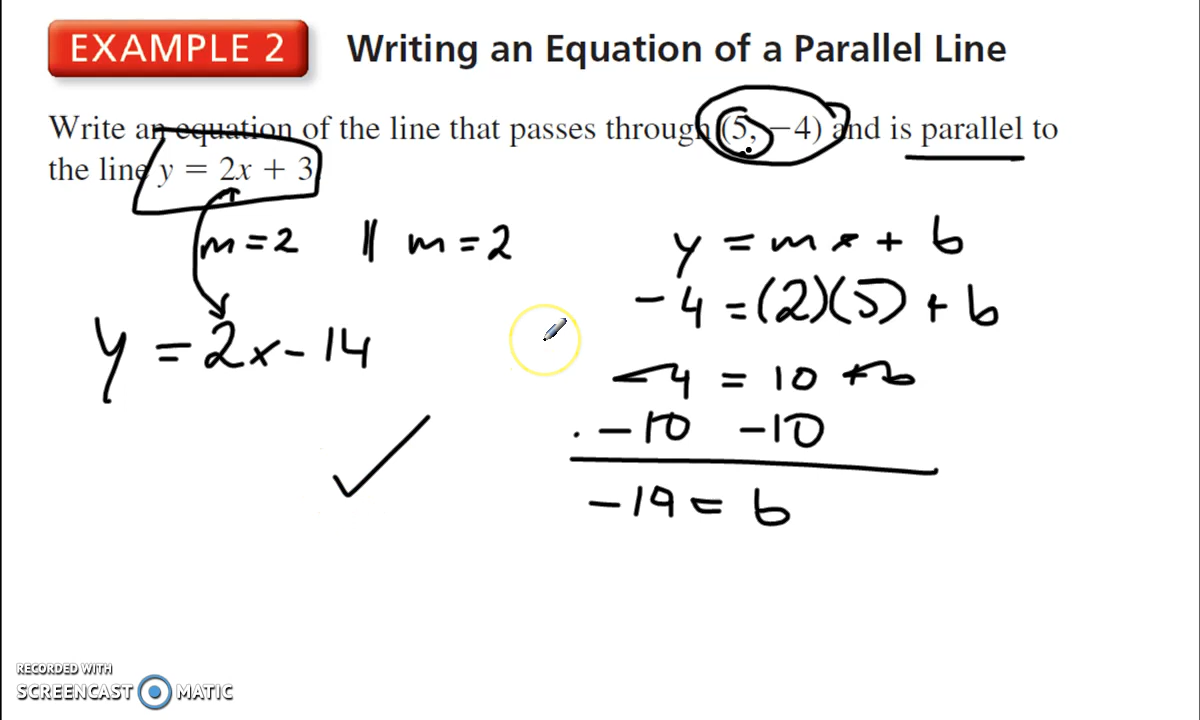 EXAMPLE 2 Writing an Equation of a Parallel Line
Write an equation of the line that passes through (5, −4) and is parallel to
the line y = 2x + 3
m = 2 || m = 2
y = mx + b
-4 = (2)(5) + b
y = 2x - 14
-4 = 10 + b
. -10 -10
-19 = b
RECORDED WITH
SCREENCAST MATIC